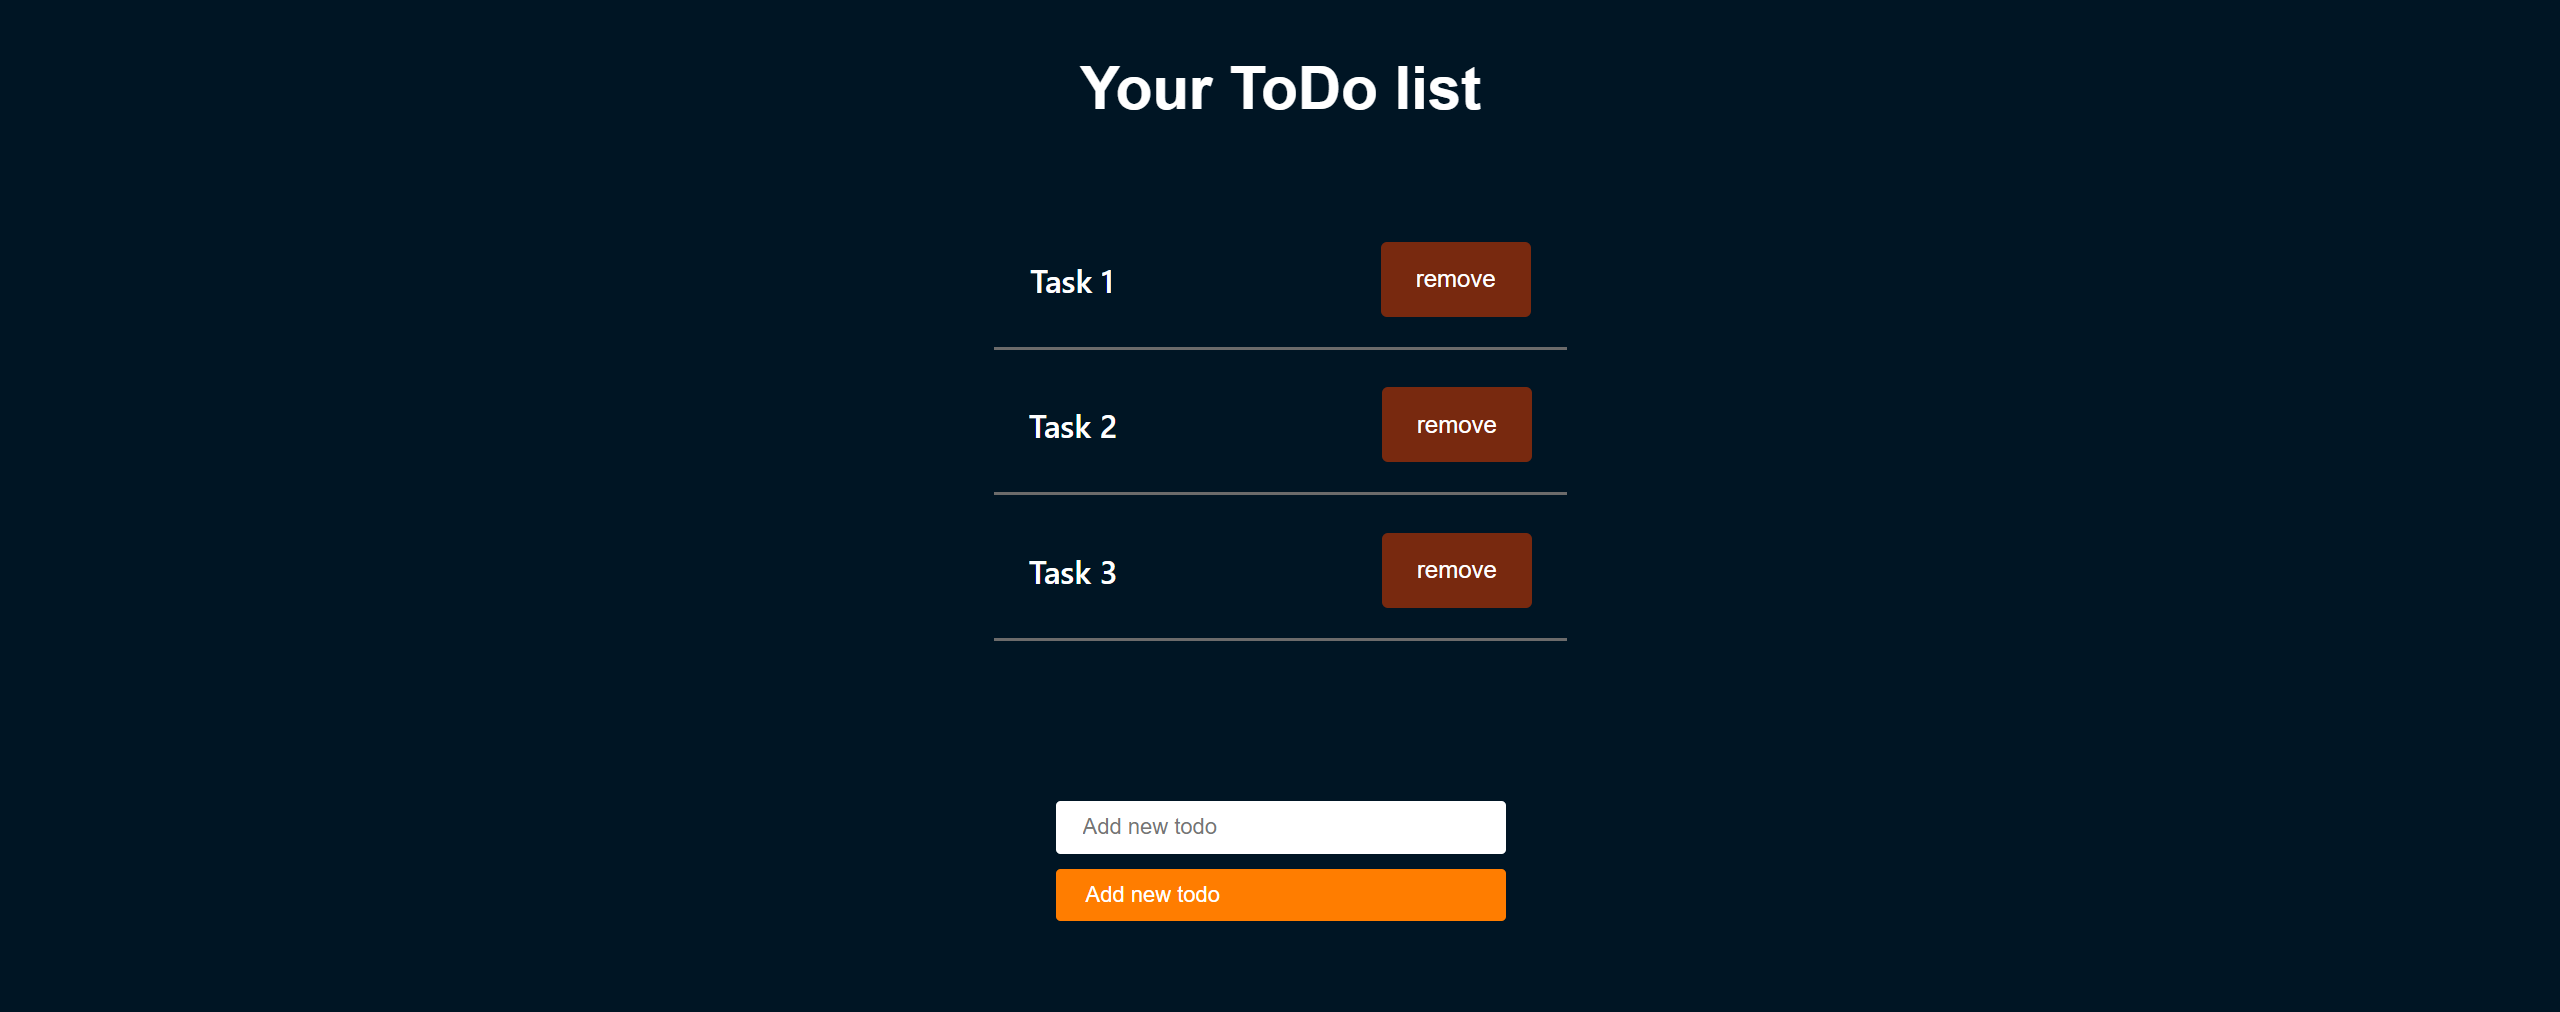 Your ToDo list
Task 1 remove
Task 2 remove
Task 3 remove
Add new todo
Add new todo